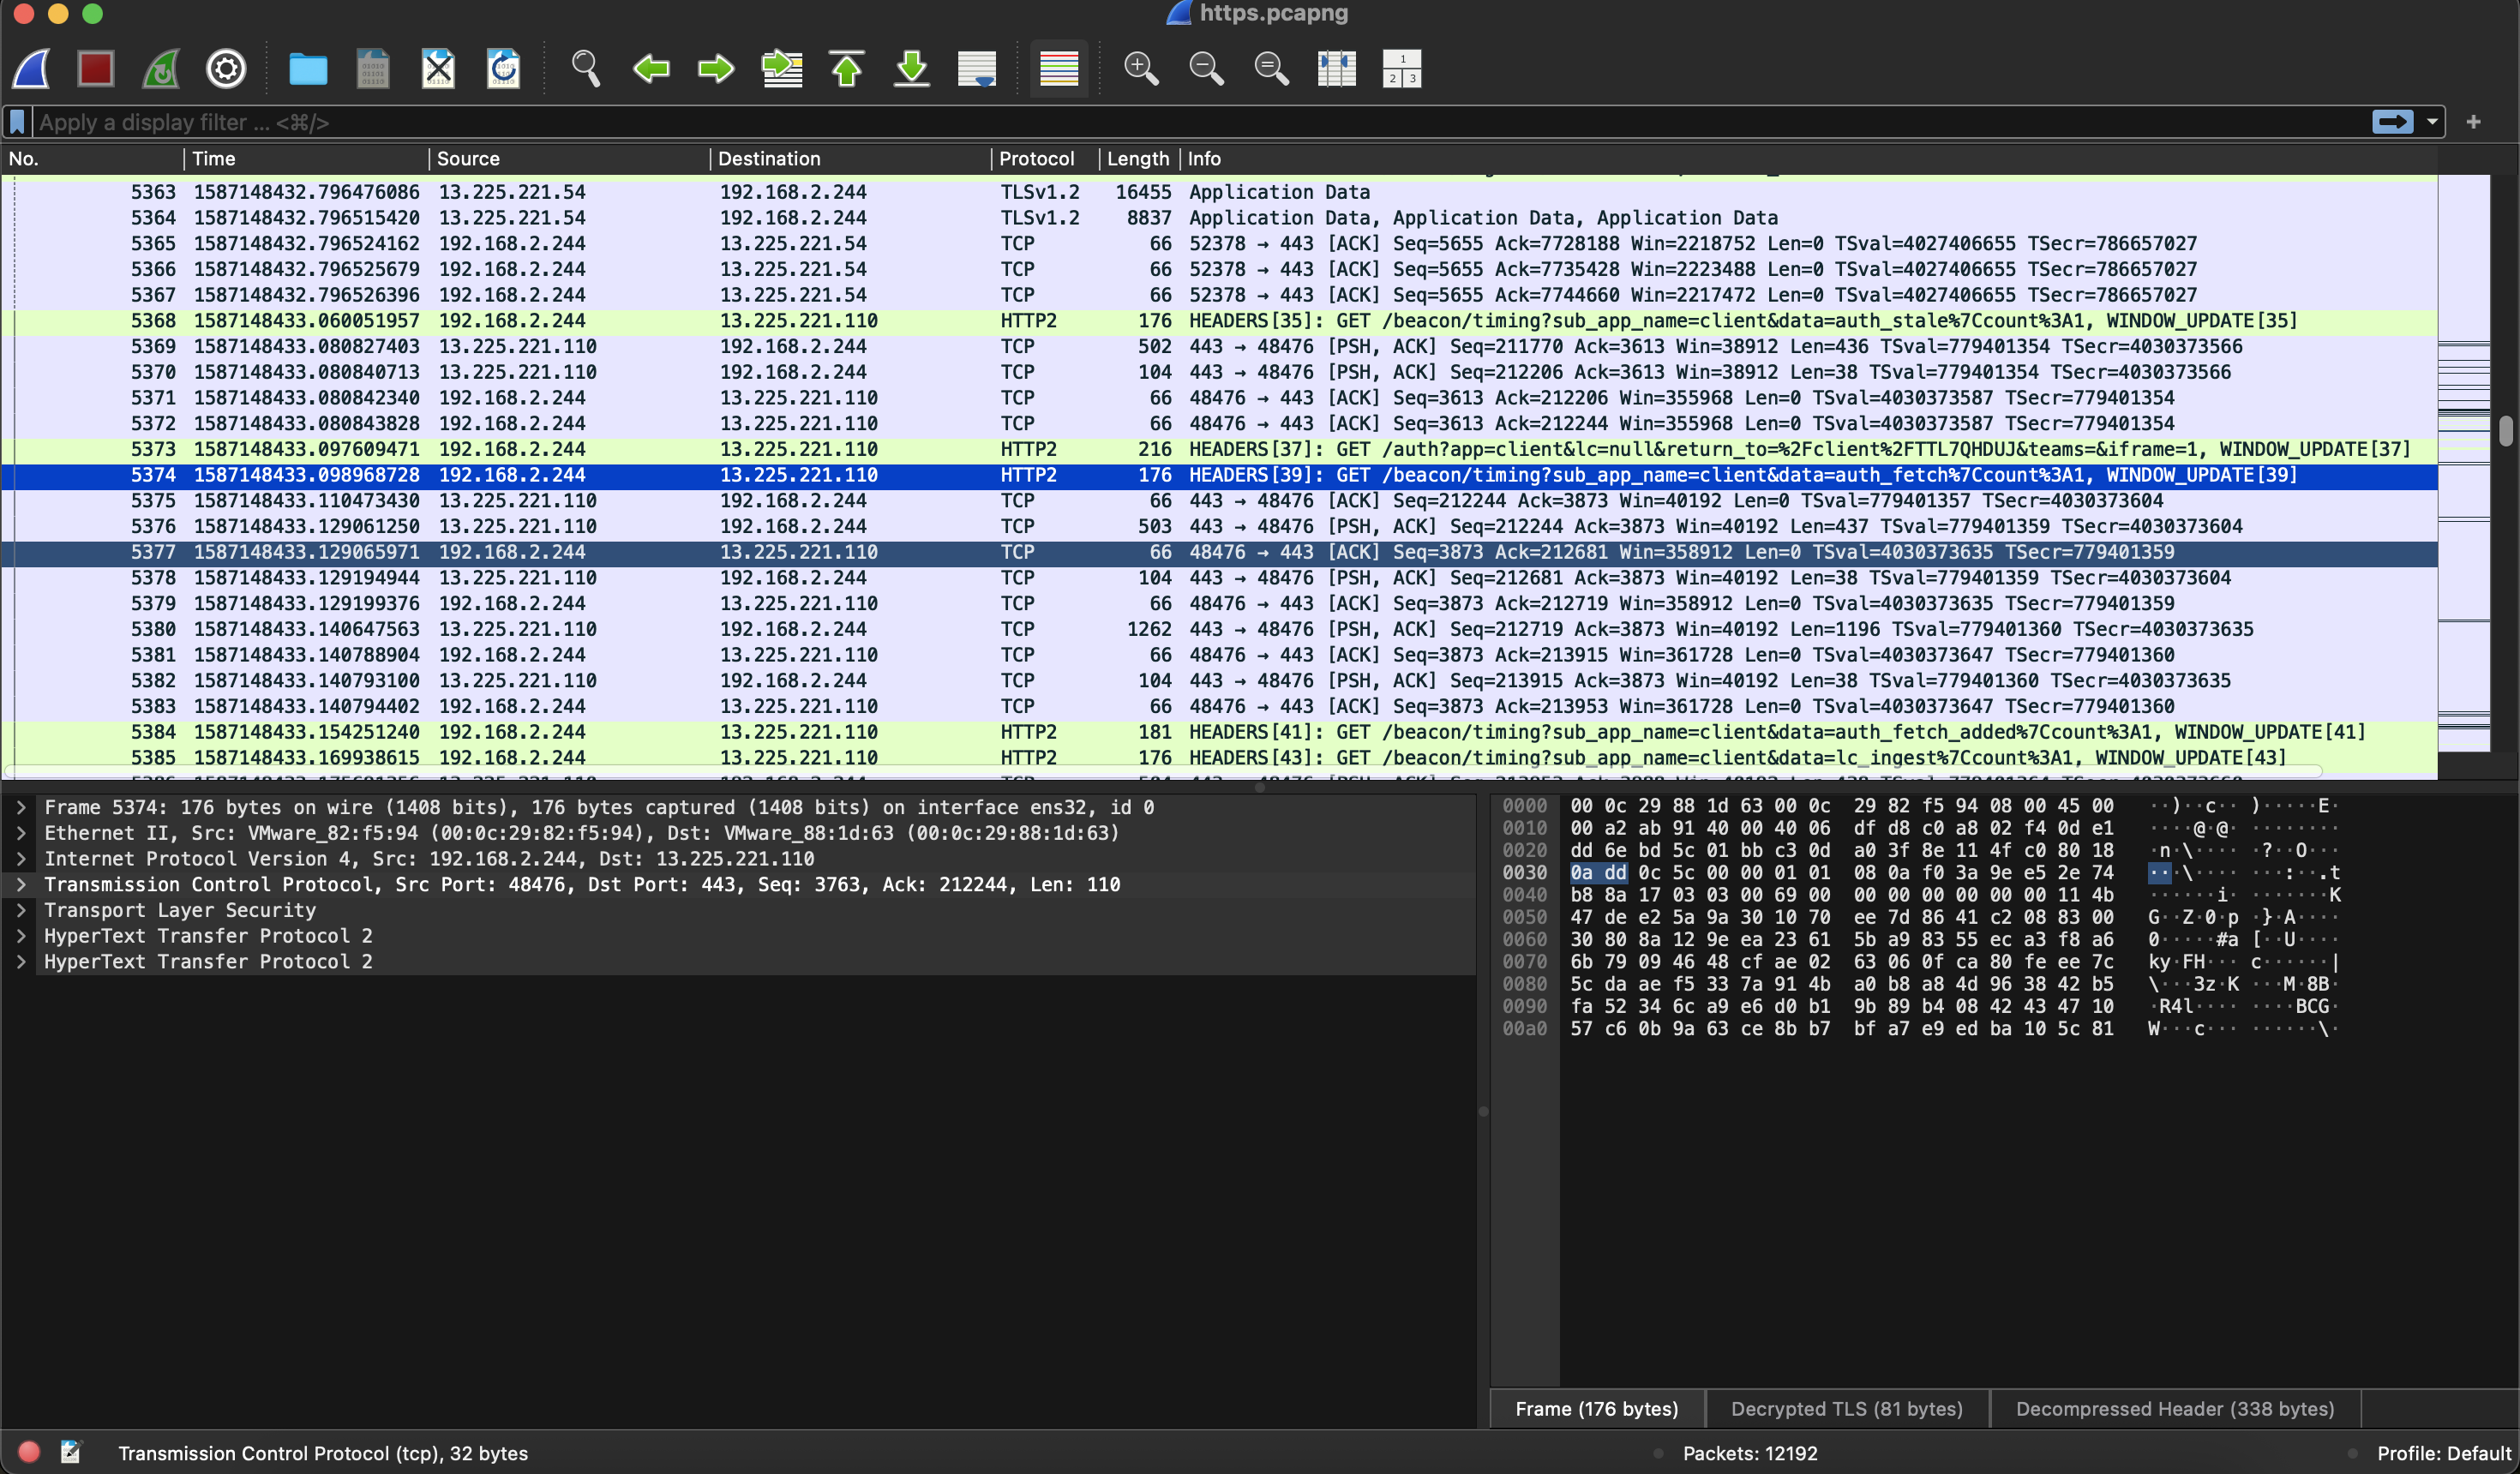 https.pcapng
Apply a display filter ... <⌘/>
No. Time Source Destination Protocol Length Info
5363 1587148432.796476086 13.225.221.54 192.168.2.244 TLSv1.2 16455 Application Data
5364 1587148432.796515420 13.225.221.54 192.168.2.244 TLSv1.2 8837 Application Data, Application Data, Application Data
5365 1587148432.796524162 192.168.2.244 13.225.221.54 TCP 66 52378 → 443 [ACK] Seq=5655 Ack=7728188 Win=2218752 Len=0 TSval=4027406655 TSecr=786657027
5366 1587148432.796525679 192.168.2.244 13.225.221.54 TCP 66 52378 → 443 [ACK] Seq=5655 Ack=7735428 Win=2223488 Len=0 TSval=4027406655 TSecr=786657027
5367 1587148432.796526396 192.168.2.244 13.225.221.54 TCP 66 52378 → 443 [ACK] Seq=5655 Ack=7744660 Win=2217472 Len=0 TSval=4027406655 TSecr=786657027
5368 1587148433.060051957 192.168.2.244 13.225.221.110 HTTP2 176 HEADERS[35]: GET /beacon/timing?sub_app_name=client&data=auth_stale%7Ccount%3A1, WINDOW_UPDATE[35]
5369 1587148433.080827403 13.225.221.110 192.168.2.244 TCP 502 443 → 48476 [PSH, ACK] Seq=211770 Ack=3613 Win=38912 Len=436 TSval=779401354 TSecr=4030373566
5370 1587148433.080840713 13.225.221.110 192.168.2.244 TCP 104 443 → 48476 [PSH, ACK] Seq=212206 Ack=3613 Win=38912 Len=38 TSval=779401354 TSecr=4030373566
5371 1587148433.080842340 192.168.2.244 13.225.221.110 TCP 66 48476 → 443 [ACK] Seq=3613 Ack=212206 Win=355968 Len=0 TSval=4030373587 TSecr=779401354
5372 1587148433.080843828 192.168.2.244 13.225.221.110 TCP 66 48476 → 443 [ACK] Seq=3613 Ack=212244 Win=355968 Len=0 TSval=4030373587 TSecr=779401354
5373 1587148433.097609471 192.168.2.244 13.225.221.110 HTTP2 216 HEADERS[37]: GET /auth?app=client&lc=null&return_to=%2Fclient%2FTTL7QHDUJ&teams=&iframe=1, WINDOW_UPDATE[37]
5374 1587148433.098968728 192.168.2.244 13.225.221.110 HTTP2 176 HEADERS[39]: GET /beacon/timing?sub_app_name=client&data=auth_fetch%7Ccount%3A1, WINDOW_UPDATE[39]
5375 1587148433.110473430 13.225.221.110 192.168.2.244 TCP 66 443 → 48476 [ACK] Seq=212244 Ack=3873 Win=40192 Len=0 TSval=779401357 TSecr=4030373604
5376 1587148433.129061250 13.225.221.110 192.168.2.244 TCP 503 443 → 48476 [PSH, ACK] Seq=212244 Ack=3873 Win=40192 Len=437 TSval=779401359 TSecr=4030373604
5377 1587148433.129065971 192.168.2.244 13.225.221.110 TCP 66 48476 → 443 [ACK] Seq=3873 Ack=212681 Win=358912 Len=0 TSval=4030373635 TSecr=779401359
5378 1587148433.129194944 13.225.221.110 192.168.2.244 TCP 104 443 → 48476 [PSH, ACK] Seq=212681 Ack=3873 Win=40192 Len=38 TSval=779401359 TSecr=4030373604
5379 1587148433.129199376 192.168.2.244 13.225.221.110 TCP 66 48476 → 443 [ACK] Seq=3873 Ack=212719 Win=358912 Len=0 TSval=4030373635 TSecr=779401359
5380 1587148433.140647563 13.225.221.110 192.168.2.244 TCP 1262 443 → 48476 [PSH, ACK] Seq=212719 Ack=3873 Win=40192 Len=1196 TSval=779401360 TSecr=4030373635
5381 1587148433.140788904 192.168.2.244 13.225.221.110 TCP 66 48476 → 443 [ACK] Seq=3873 Ack=213915 Win=361728 Len=0 TSval=4030373647 TSecr=779401360
5382 1587148433.140793100 13.225.221.110 192.168.2.244 TCP 104 443 → 48476 [PSH, ACK] Seq=213915 Ack=3873 Win=40192 Len=38 TSval=779401360 TSecr=4030373635
5383 1587148433.140794402 192.168.2.244 13.225.221.110 TCP 66 48476 → 443 [ACK] Seq=3873 Ack=213953 Win=361728 Len=0 TSval=4030373647 TSecr=779401360
5384 1587148433.154251240 192.168.2.244 13.225.221.110 HTTP2 181 HEADERS[41]: GET /beacon/timing?sub_app_name=client&data=auth_fetch_added%7Ccount%3A1, WINDOW_UPDATE[41]
5385 1587148433.169938615 192.168.2.244 13.225.221.110 HTTP2 176 HEADERS[43]: GET /beacon/timing?sub_app_name=client&data=lc_ingest%7Ccount%3A1, WINDOW_UPDATE[43]
Frame 5374: 176 bytes on wire (1408 bits), 176 bytes captured (1408 bits) on interface ens32, id 0
Ethernet II, Src: VMware_82:f5:94 (00:0c:29:82:f5:94), Dst: VMware_88:1d:63 (00:0c:29:88:1d:63)
Internet Protocol Version 4, Src: 192.168.2.244, Dst: 13.225.221.110
Transmission Control Protocol, Src Port: 48476, Dst Port: 443, Seq: 3763, Ack: 212244, Len: 110
Transport Layer Security
HyperText Transfer Protocol 2
HyperText Transfer Protocol 2
0000 00 0c 29 88 1d 63 00 0c 29 82 f5 94 08 00 45 00 ··)··c·· )·····E·
0010 00 a2 ab 91 40 00 40 06 df d8 c0 a8 02 f4 0d e1 ····@·@· ········
0020 dd 6e bd 5c 01 bb c3 0d a0 3f 8e 11 4f c0 80 18 ·n·\···· ·?··O···
0030 0a dd 0c 5c 00 00 01 01 08 0a f0 3a 9e e5 2e 74 ···\···· ···:··.t
0040 b8 8a 17 03 03 00 69 00 00 00 00 00 00 00 11 4b ······i· ·······K
0050 47 de e2 5a 9a 30 10 70 ee 7d 86 41 c2 08 83 00 G··Z·0·p ·}·A····
0060 30 80 8a 12 9e ea 23 61 5b a9 83 55 ec a3 f8 a6 0·····#a [··U····
0070 6b 79 09 46 48 cf ae 02 63 06 0f ca 80 fe ee 7c ky·FH··· c······|
0080 5c da ae f5 33 7a 91 4b a0 b8 a8 4d 96 38 42 b5 \···3z·K ···M·8B·
0090 fa 52 34 6c a9 e6 d0 b1 9b 89 b4 08 42 43 47 10 ·R4l···· ····BCG·
00a0 57 c6 0b 9a 63 ce 8b b7 bf a7 e9 ed ba 10 5c 81 W···c··· ······\·
Frame (176 bytes) Decrypted TLS (81 bytes) Decompressed Header (338 bytes)
Transmission Control Protocol (tcp), 32 bytes Packets: 12192 Profile: Default